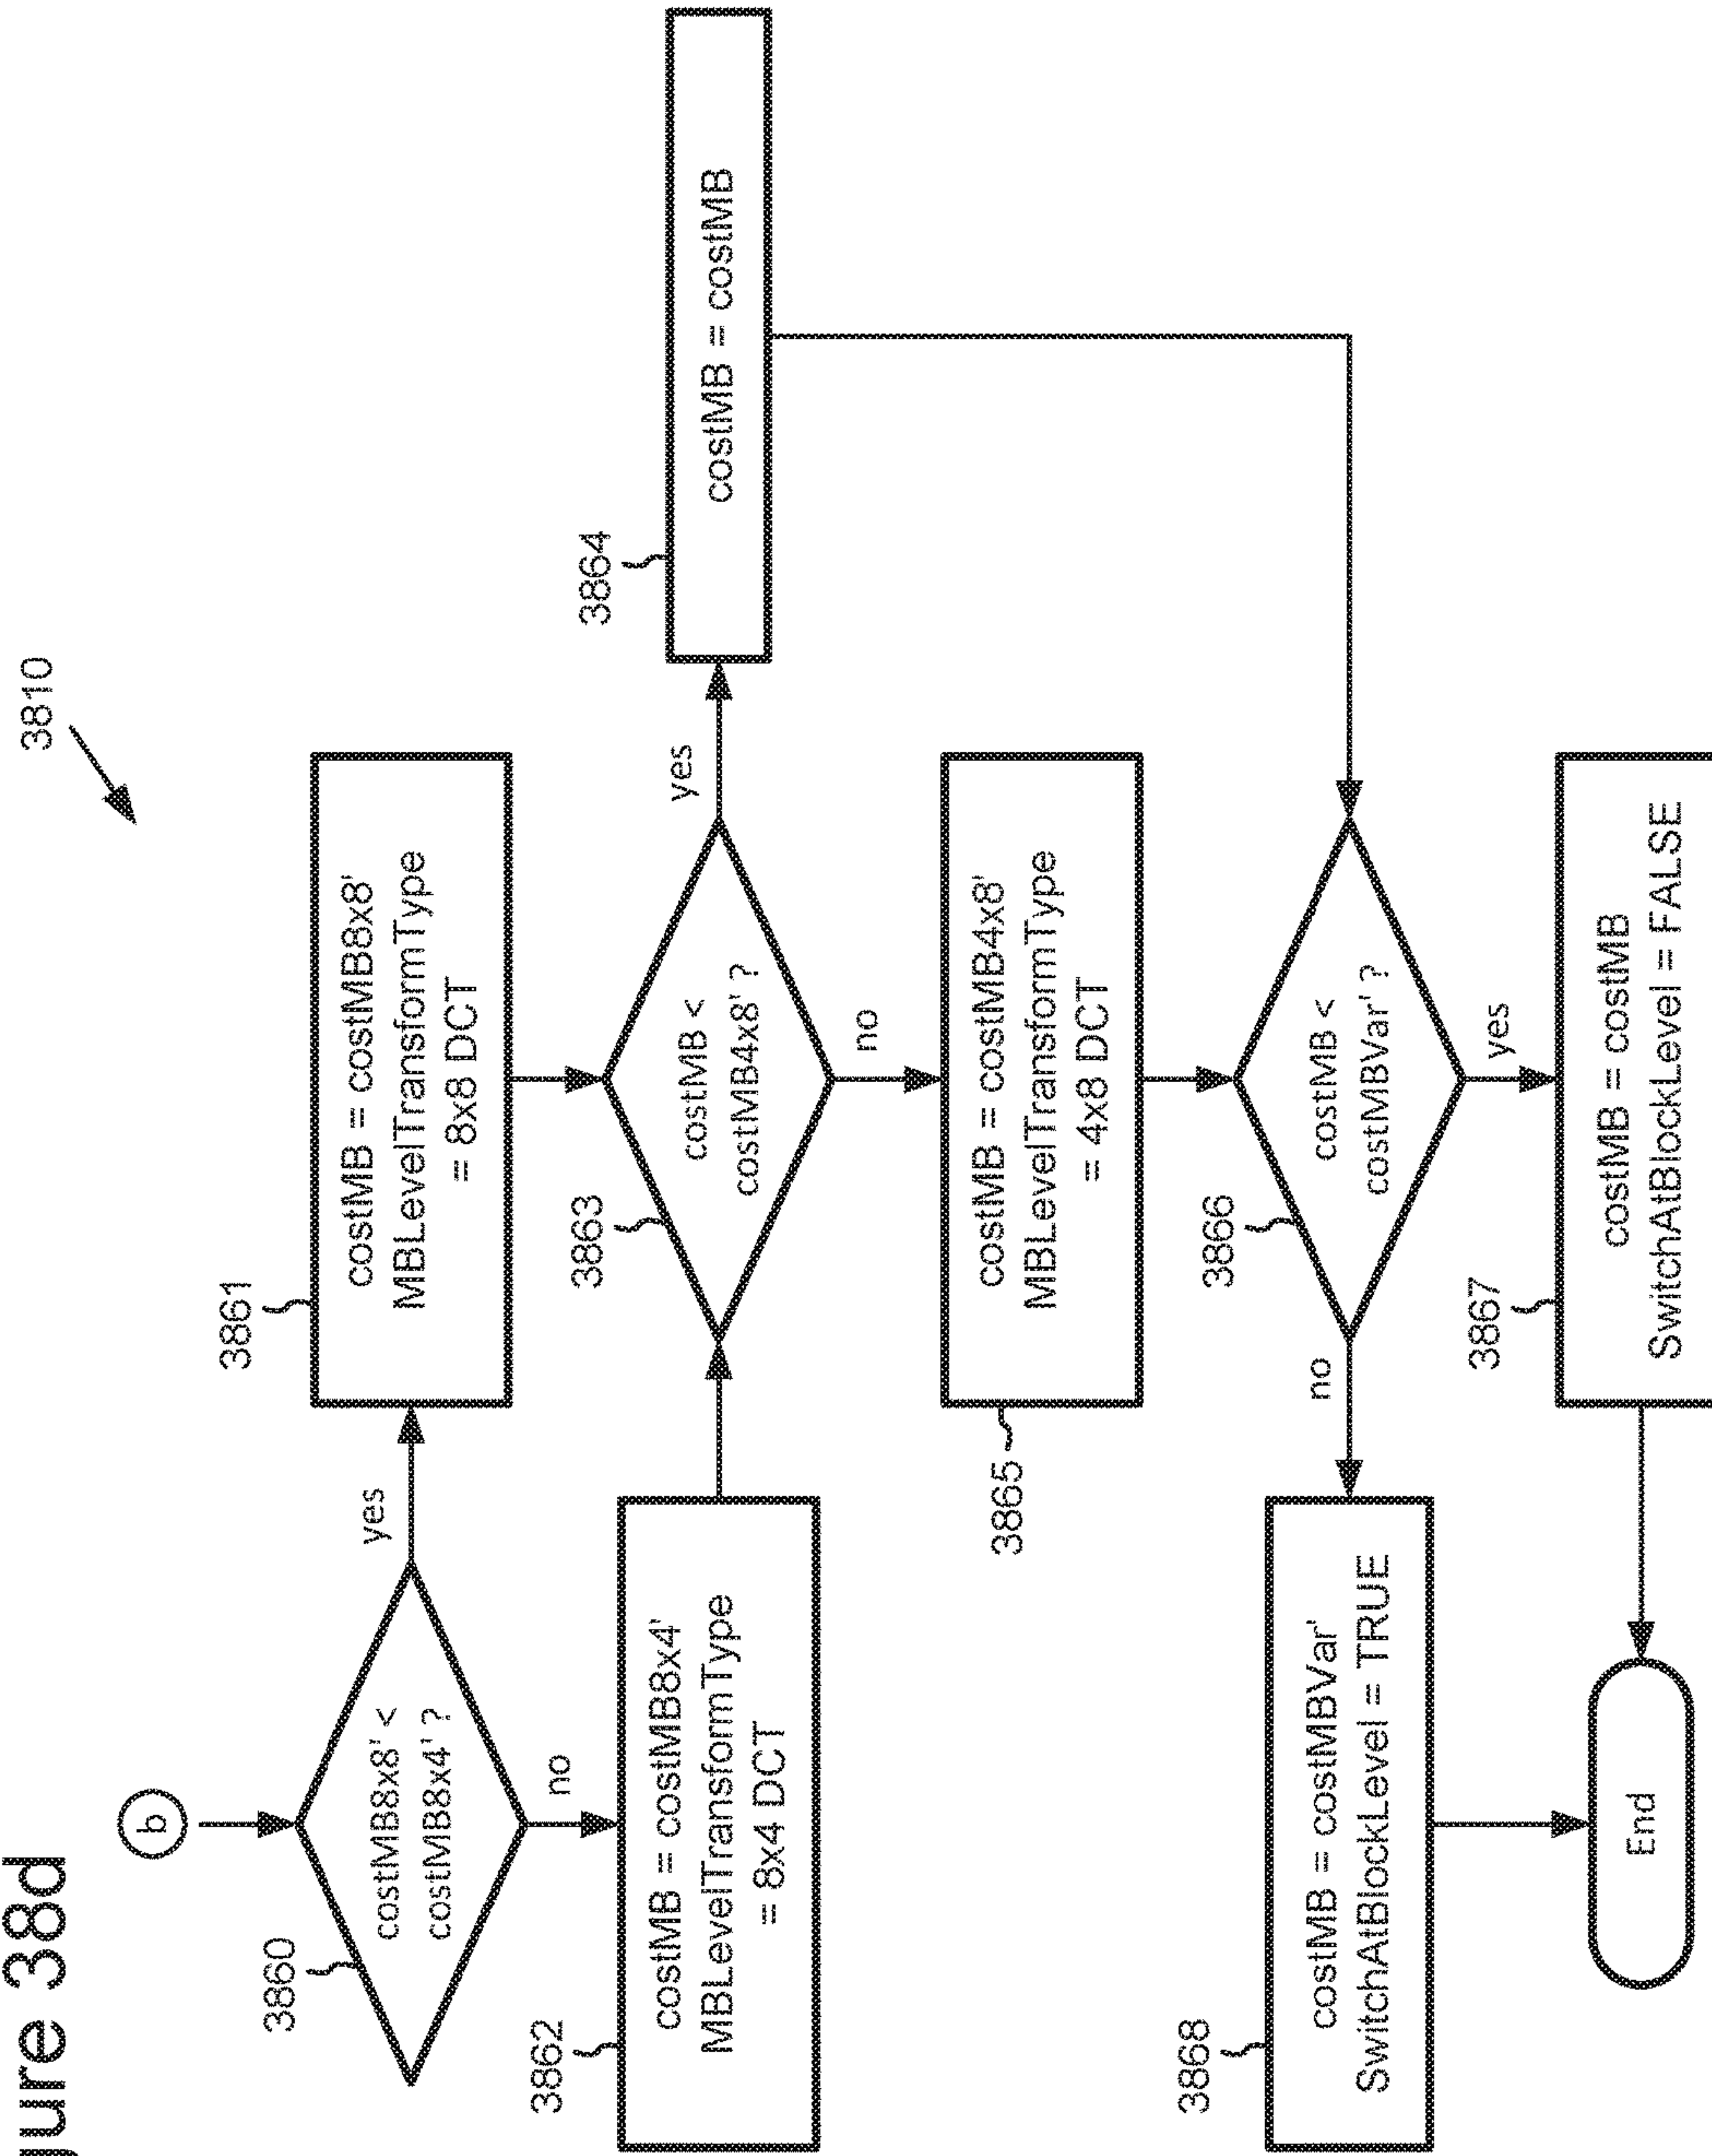 gure 38d
3810
b
3860
costMB8x8' <
costMB8x4' ?
yes
no
3861
costMB = costMB8x8'
MBLevelTransformType
= 8x8 DCT
3862
costMB = costMB8x4'
MBLevelTransformType
= 8x4 DCT
3863
costMB <
costMB4x8' ?
yes
no
3864
costMB = costMB
3865
costMB = costMB4x8'
MBLevelTransformType
= 4x8 DCT
3866
costMB <
costMBVar' ?
no
yes
3868
costMB = costMBVar'
SwitchAtBlockLevel = TRUE
3867
costMB = costMB
SwitchAtBlockLevel = FALSE
End